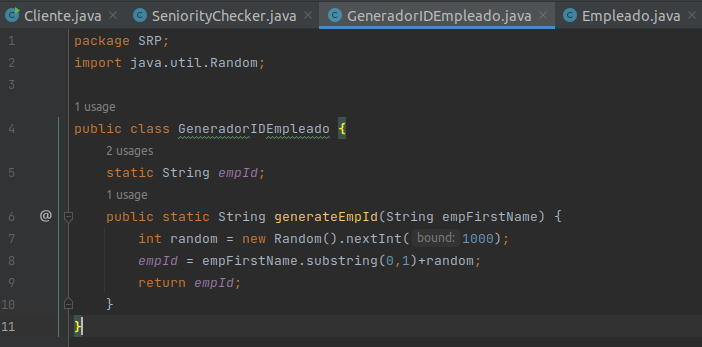 Cliente.java × SeniorityChecker.java × GeneradorIDEmpleado.java × Empleado.java ×
1 package SRP;
2 import java.util.Random;
3
1 usage
4 public class GeneradorIDEmpleado {
2 usages
5 static String empId;
1 usage
6 @ public static String generateEmpId(String empFirstName) {
7 int random = new Random().nextInt( bound: 1000);
8 empId = empFirstName.substring(0,1)+random;
9 return empId;
10 }
11 }